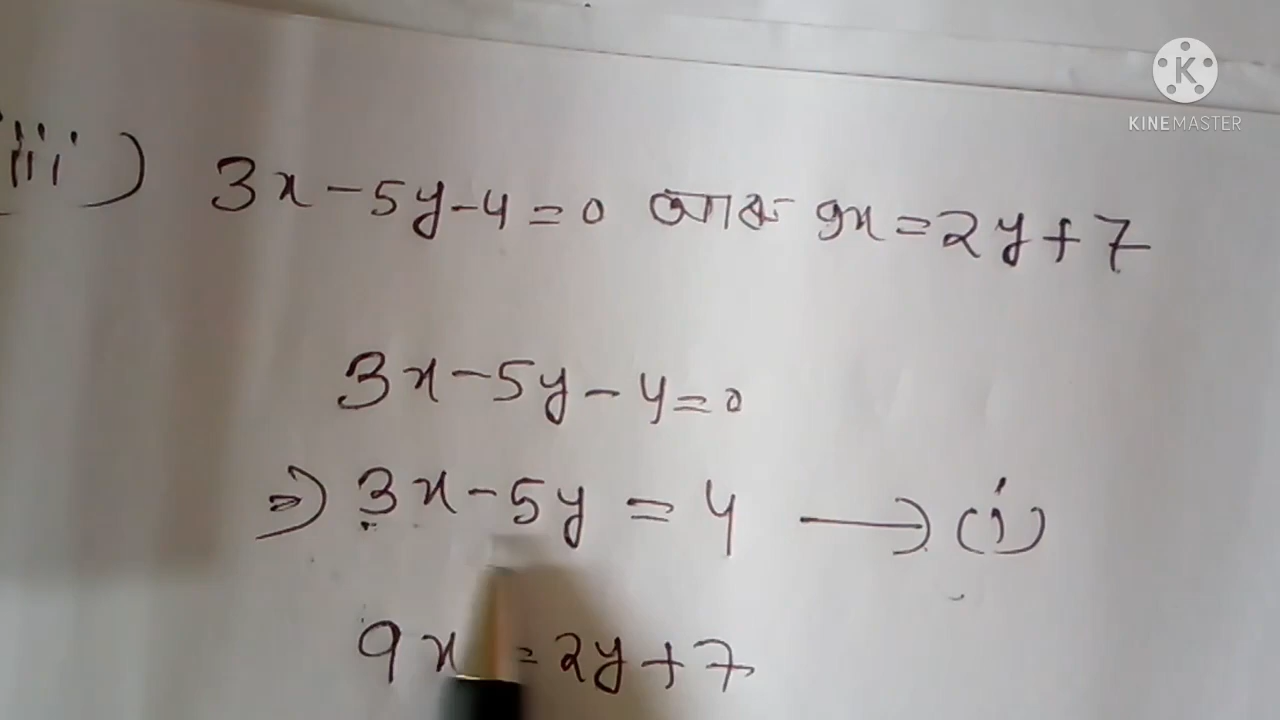 K
KINEMASTER
iii) 3x-5y-4=0 আৰু 9x=2y+7
3x-5y-4=0
⇒ 3x-5y = 4 ⟶ (i)
9x = 2y+7